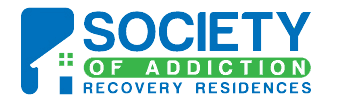 SOCIETY
OF ADDICTION
RECOVERY RESIDENCES